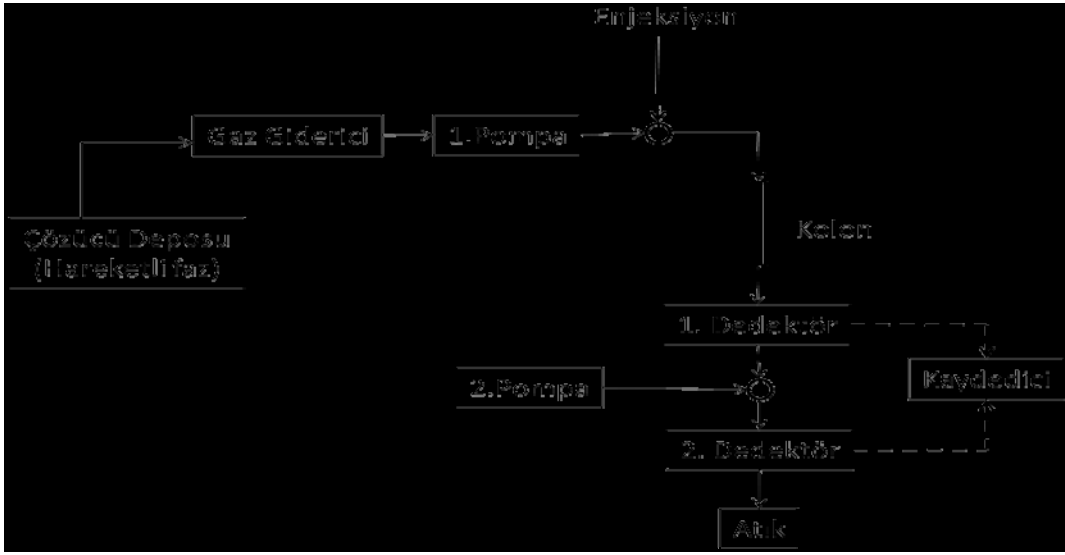 Enjeksiyon
Gaz Giderici
1.Pompa
Çözücü Deposu
(Hareketli faz)
Kolon
1. Dedektör
Kaydedici
2.Pompa
2. Dedektör
Atık